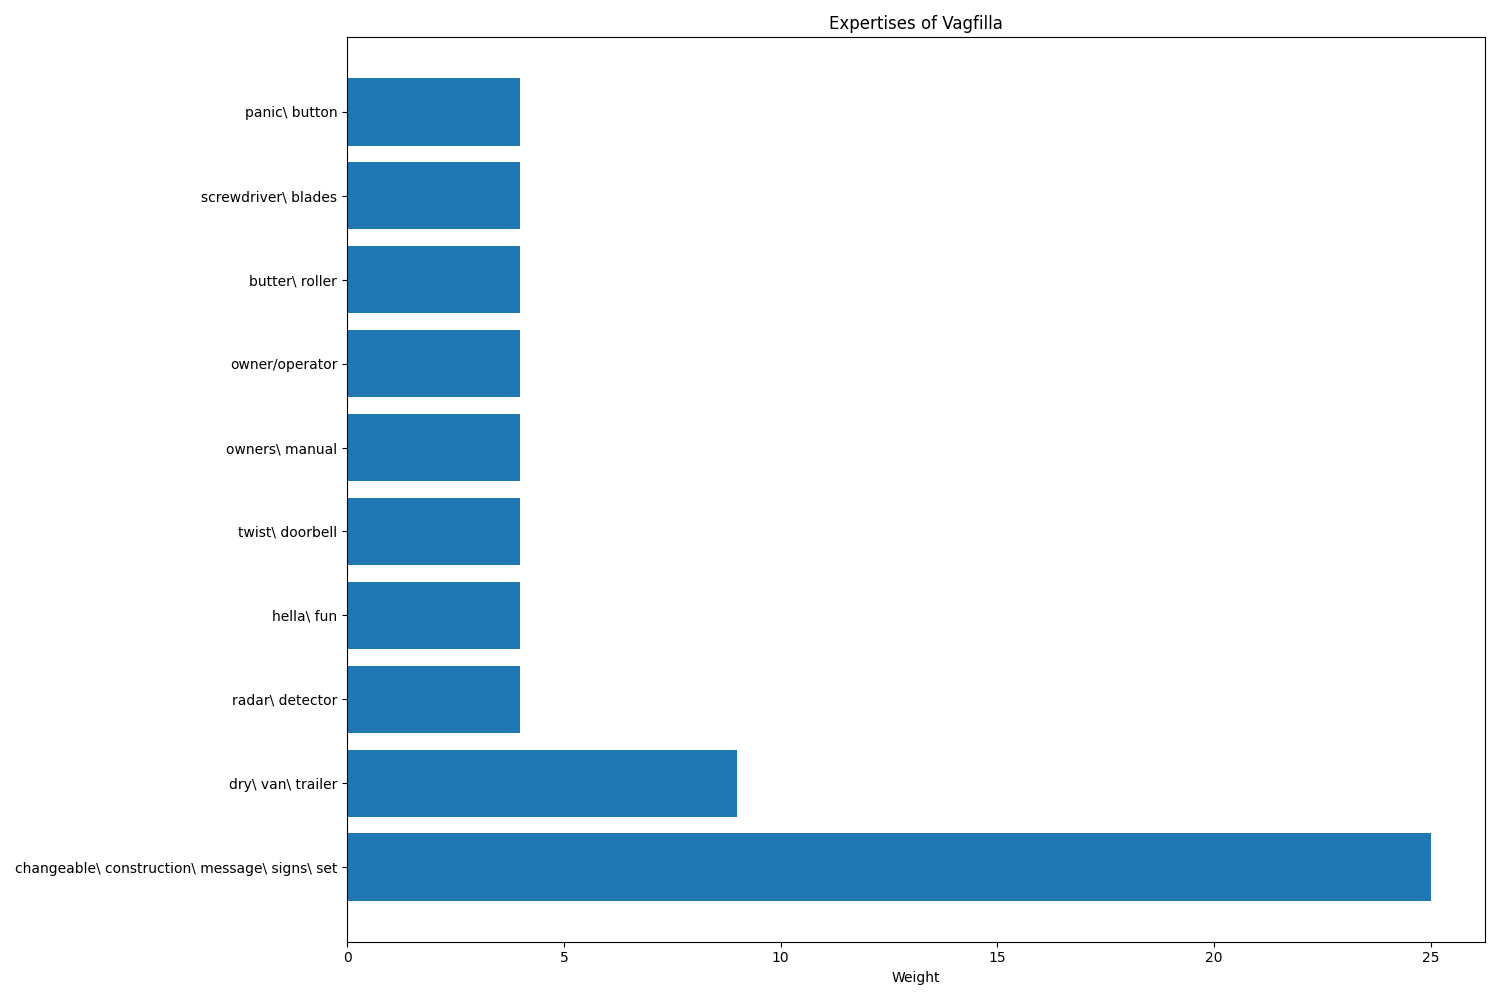 Expertises of Vagfilla
panic\ button
screwdriver\ blades
butter\ roller
owner/operator
owners\ manual
twist\ doorbell
hella\ fun
radar\ detector
dry\ van\ trailer
changeable\ construction\ message\ signs\ set
0 5 10 15 20 25
Weight